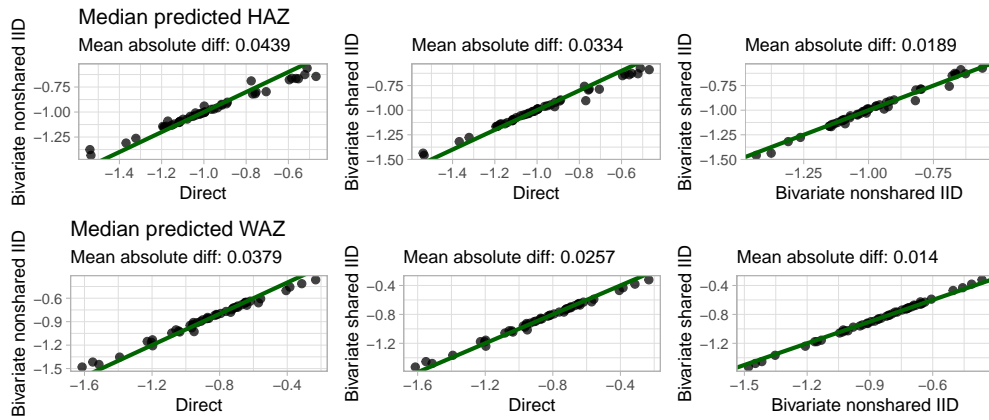 Median predicted HAZ
Mean absolute diff: 0.0439
Mean absolute diff: 0.0334
Mean absolute diff: 0.0189
Bivariate nonshared IID
−0.75
−1.00
−1.25
−1.4 −1.2 −1.0 −0.8 −0.6
Direct
Bivariate shared IID
−0.75
−1.00
−1.25
−1.50
−1.4 −1.2 −1.0 −0.8 −0.6
Direct
Bivariate shared IID
−0.75
−1.00
−1.25
−1.50
−1.25 −1.00 −0.75
Bivariate nonshared IID
Median predicted WAZ
Mean absolute diff: 0.0379
Mean absolute diff: 0.0257
Mean absolute diff: 0.014
Bivariate nonshared IID
−0.6
−0.9
−1.2
−1.5
−1.6 −1.2 −0.8 −0.4
Direct
Bivariate shared IID
−0.4
−0.8
−1.2
−1.6 −1.2 −0.8 −0.4
Direct
Bivariate shared IID
−0.4
−0.8
−1.2
−1.5 −1.2 −0.9 −0.6
Bivariate nonshared IID